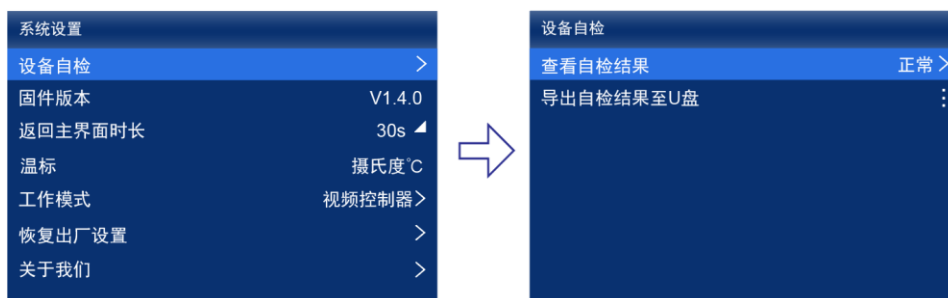 系统设置
设备自检 >
固件版本 V1.4.0
返回主界面时长 30s
温标 摄氏度℃
工作模式 视频控制器>
恢复出厂设置 >
关于我们 >
设备自检
查看自检结果 正常>
导出自检结果至U盘 ⋮